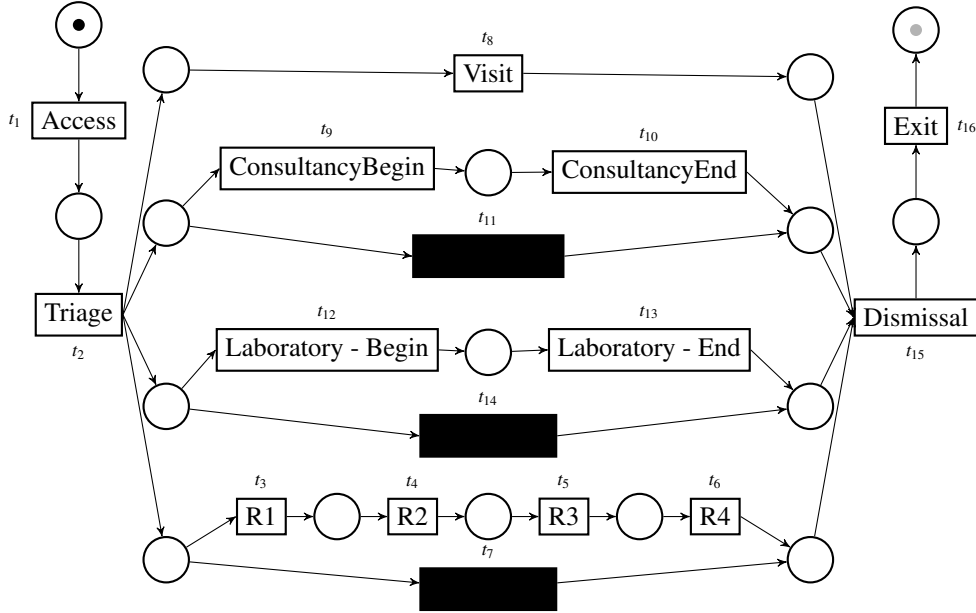 t8
Visit
t1
Access
t9
ConsultancyBegin
t10
ConsultancyEnd
Exit
t16
t11
Triage
t2
t12
Laboratory - Begin
t13
Laboratory - End
Dismissal
t15
t14
t3
R1
t4
R2
t5
R3
t6
R4
t7